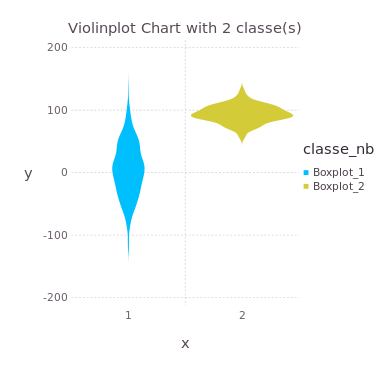 Violinplot Chart with 2 classe(s)
200
100
0
-100
-200
y
1
2
x
classe_nb
Boxplot_1
Boxplot_2